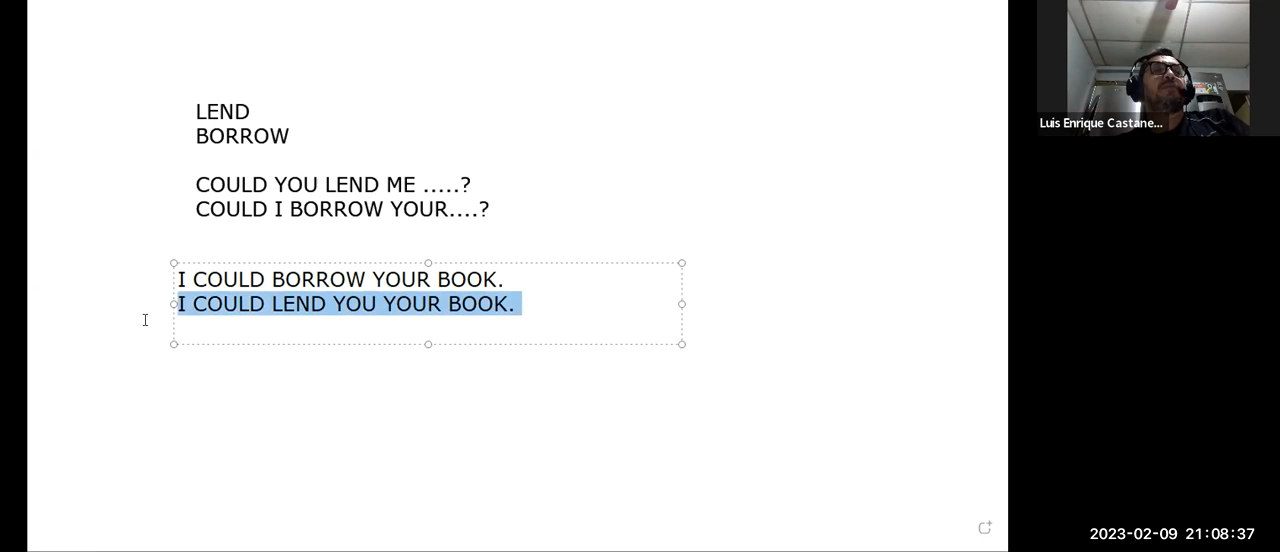 LEND
BORROW
COULD YOU LEND ME .....?
COULD I BORROW YOUR....?
I COULD BORROW YOUR BOOK.
I COULD LEND YOU YOUR BOOK.
Luis Enrique Castane...
2023-02-09 21:08:37